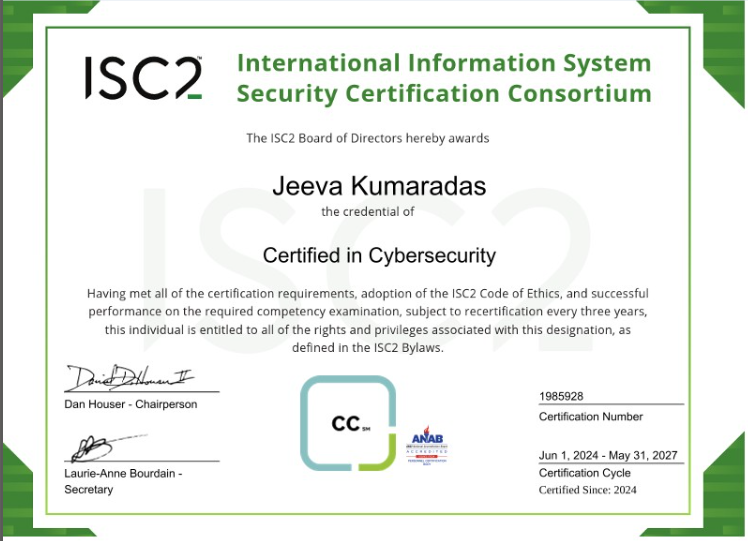 ISC2
International Information System
Security Certification Consortium
The ISC2 Board of Directors hereby awards
Jeeva Kumaradas
the credential of
Certified in Cybersecurity
Having met all of the certification requirements, adoption of the ISC2 Code of Ethics, and successful
performance on the required competency examination, subject to recertification every three years,
this individual is entitled to all of the rights and privileges associated with this designation, as
defined in the ISC2 Bylaws.
Dan Houser - Chairperson
Laurie-Anne Bourdain -
Secretary
CC SM
ANAB
ACCREDITED
1985928
Certification Number
Jun 1, 2024 - May 31, 2027
Certification Cycle
Certified Since: 2024